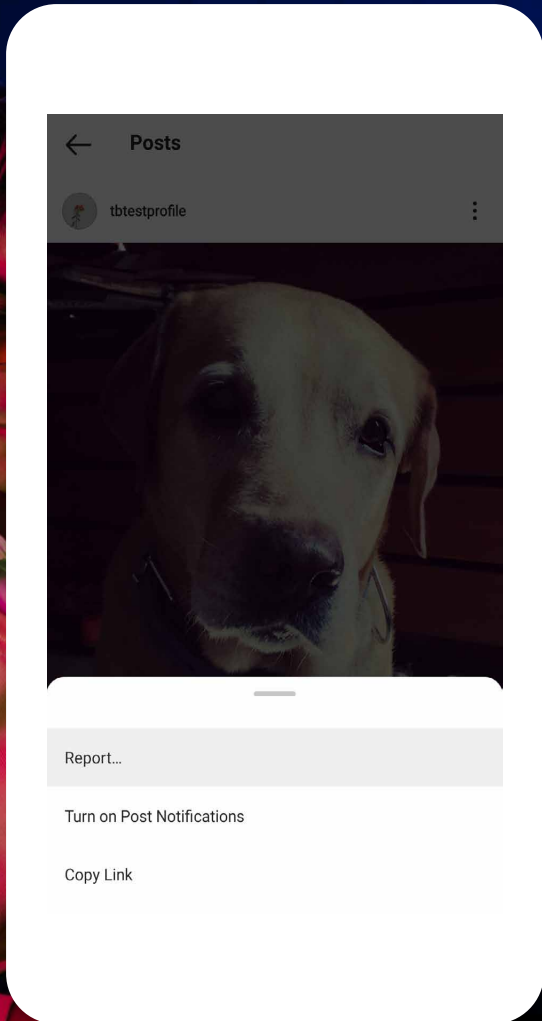 Posts
tbtestprofile
Report...
Turn on Post Notifications
Copy Link